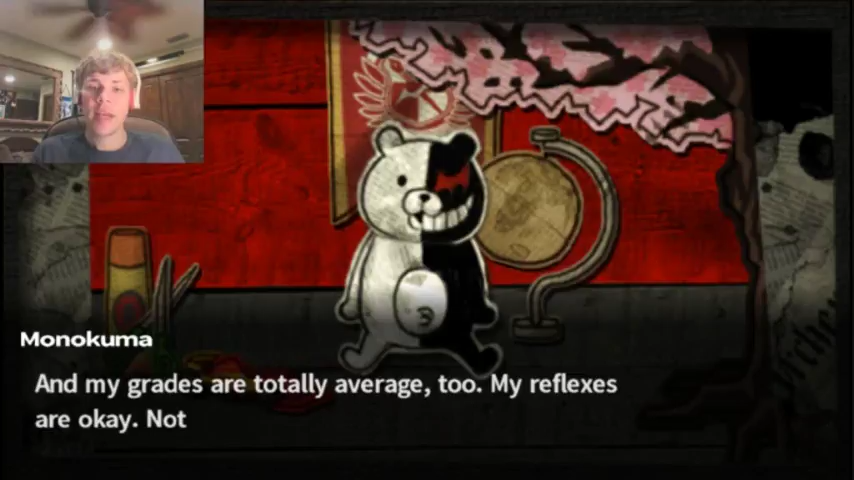 Monokuma
And my grades are totally average, too. My reflexes
are okay. Not